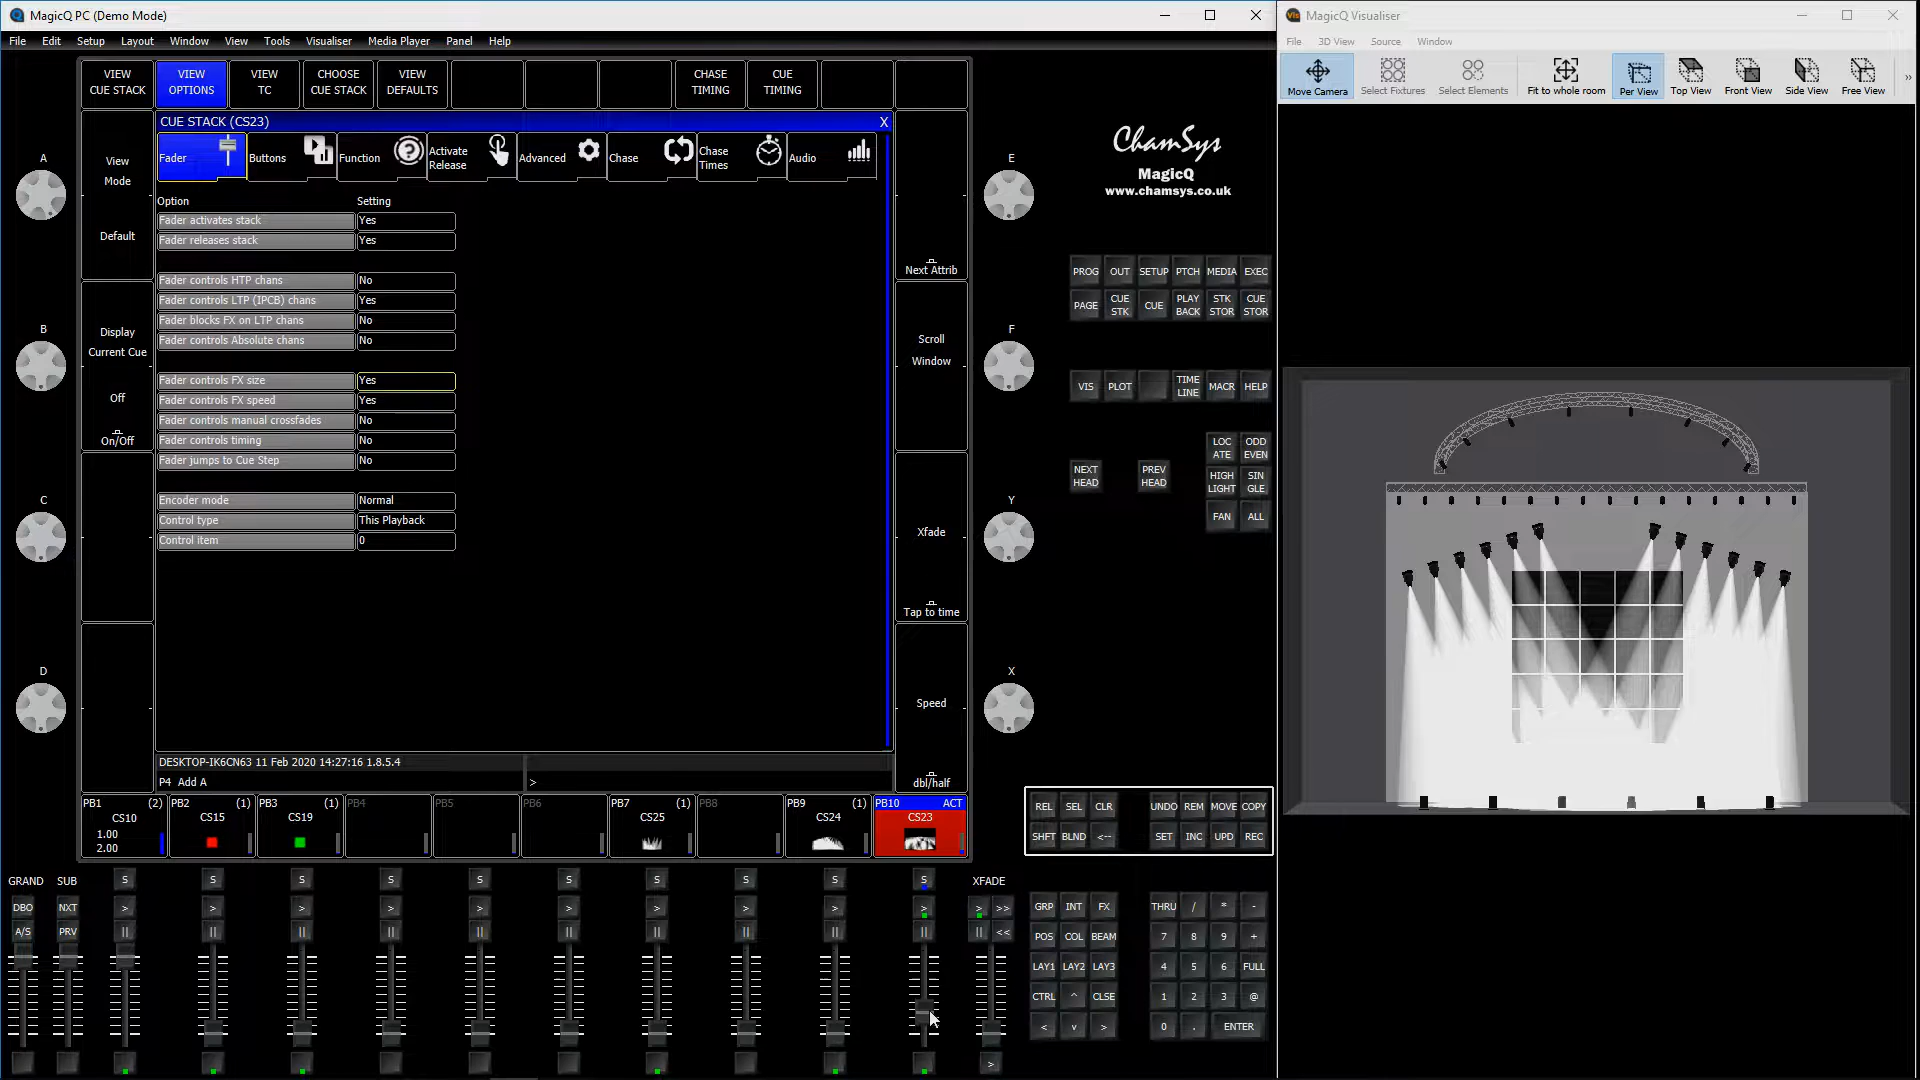 MagicQ PC (Demo Mode)
File Edit Setup Layout Window View Tools Visualiser Media Player Panel Help
VIEW CUE STACK
VIEW OPTIONS
VIEW TC
CHOOSE CUE STACK
VIEW DEFAULTS
CHASE TIMING
CUE TIMING
CUE STACK (CS23) X
Fader
Buttons
Function
Activate Release
Advanced
Chase
Chase Times
Audio
Option Setting
Fader activates stack Yes
Fader releases stack Yes
Fader controls HTP chans No
Fader controls LTP (IPCB) chans Yes
Fader blocks FX on LTP chans No
Fader controls Absolute chans No
Fader controls FX size Yes
Fader controls FX speed Yes
Fader controls manual crossfades No
Fader controls timing No
Fader jumps to Cue Step No
Encoder mode Normal
Control type This Playback
Control item 0
A
B
C
D
View
Mode
Default
Display
Current Cue
Off
On/Off
Next Attrib
Scroll
Window
Xfade
Tap to time
Speed
dbl/half
E
F
Y
X
DESKTOP-IK6CN63 11 Feb 2020 14:27:16 1.8.5.4
P4 Add A >
PB1 (2) PB2 (1) PB3 (1) PB4 PB5 PB6 PB7 (1) PB8 PB9 (1) PB10 ACT
CS10 CS15 CS19 CS25 CS24 CS23
1.00
2.00
GRAND SUB S S S S S S S S S S XFADE
DBO NXT > > > > > > > > > > > >>
A/S PRV || || || || || || || || || || || <<
>
ChamSys
MagicQ
www.chamsys.co.uk
PROG OUT SETUP PTCH MEDIA EXEC
PAGE CUE STK CUE PLAY BACK STK STOR CUE STOR
VIS PLOT TIME LINE MACR HELP
LOC ATE ODD EVEN
NEXT HEAD PREV HEAD HIGH LIGHT SIN GLE
FAN ALL
REL SEL CLR UNDO REM MOVE COPY
SHFT BLND <-- SET INC UPD REC
GRP INT FX THRU / * -
POS COL BEAM 7 8 9 +
LAY1 LAY2 LAY3 4 5 6 FULL
CTRL ^ CLSE 1 2 3 @
< v > 0 . ENTER
Vis MagicQ Visualiser
File 3D View Source Window
Move Camera Select Fixtures Select Elements Fit to whole room Per View Top View Front View Side View Free View »